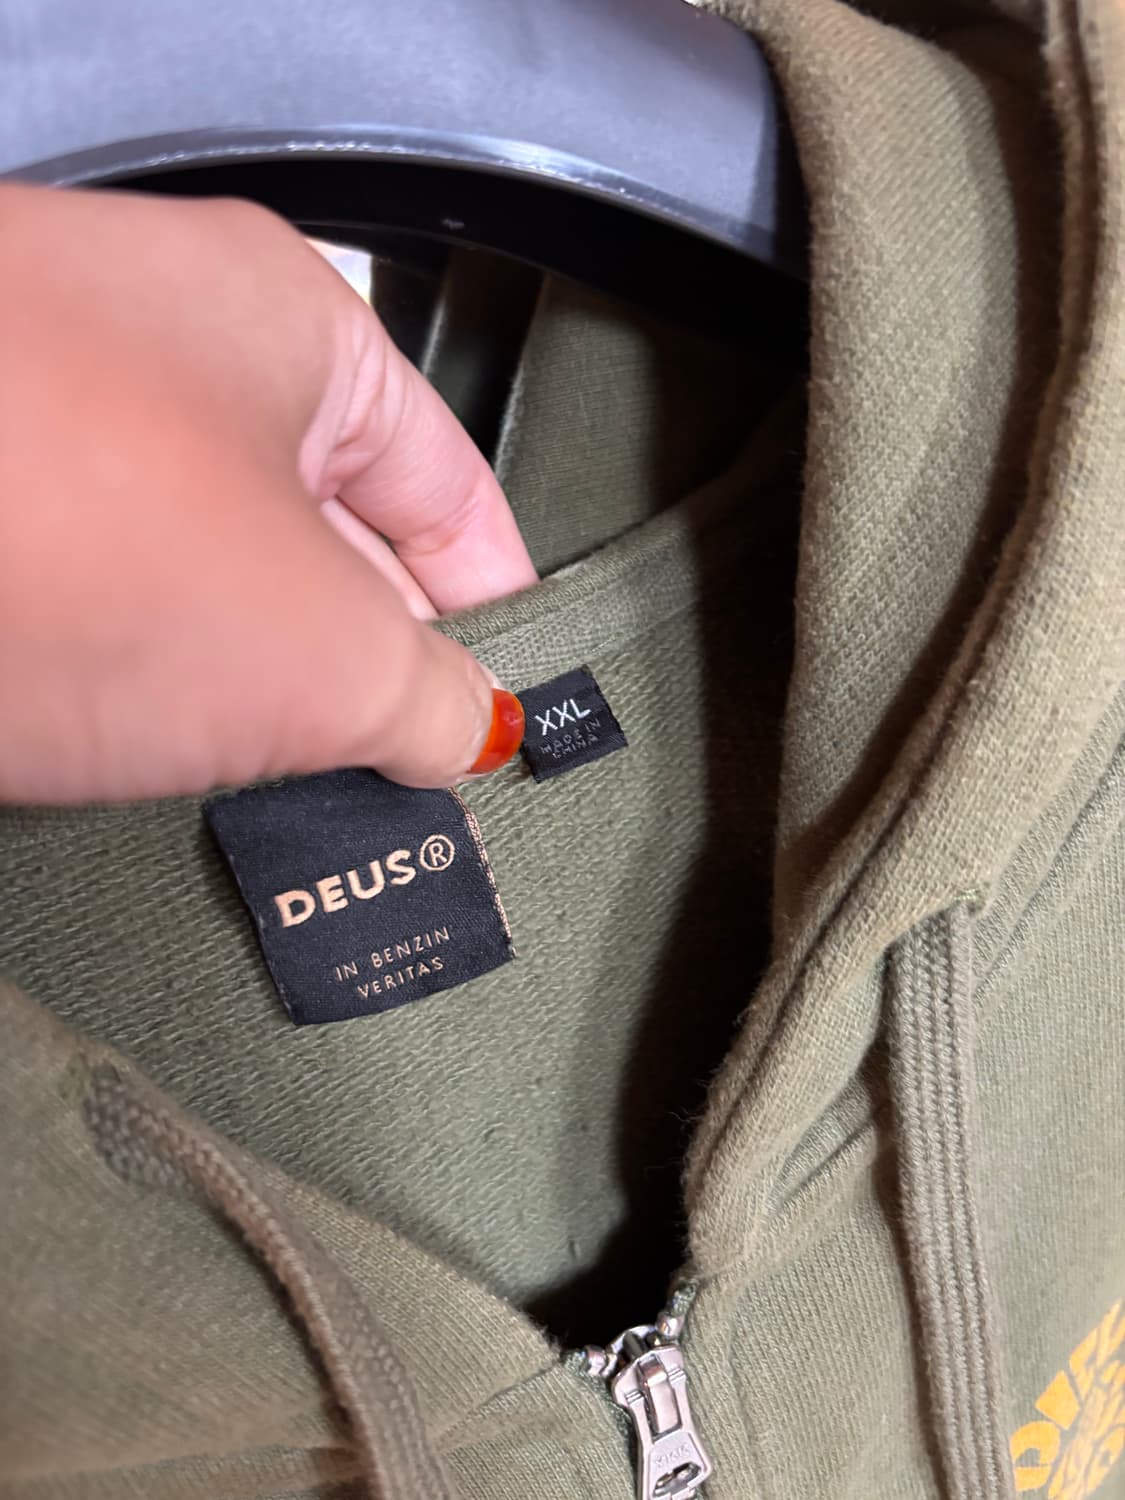 XXL
MADE IN
CHINA
DEUS®
IN BENZIN
VERITAS
YKK